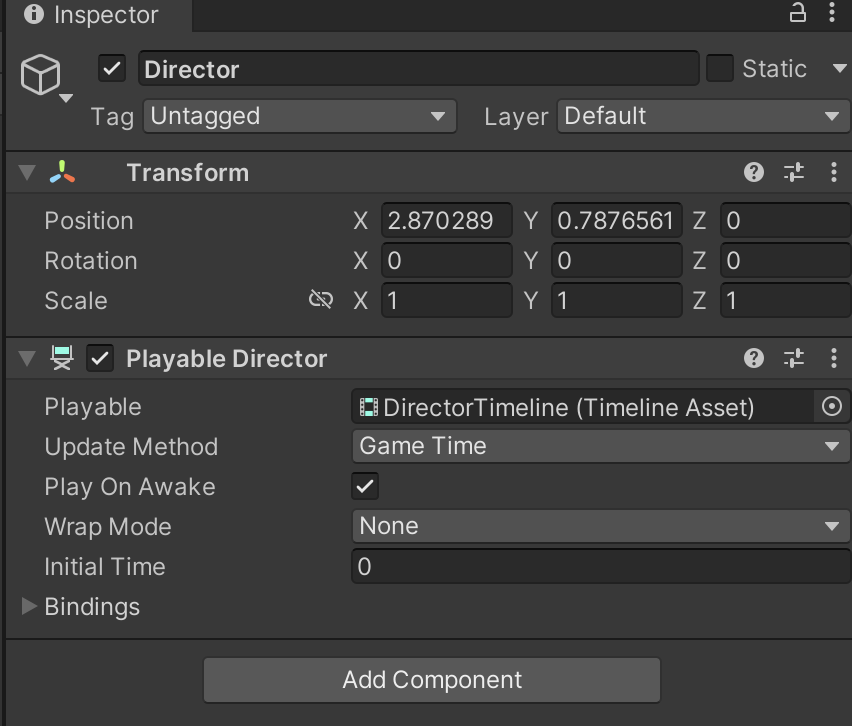 Inspector
Director Static
Tag Untagged Layer Default
Transform
Position X 2.870289 Y 0.7876561 Z 0
Rotation X 0 Y 0 Z 0
Scale X 1 Y 1 Z 1
Playable Director
Playable DirectorTimeline (Timeline Asset)
Update Method Game Time
Play On Awake
Wrap Mode None
Initial Time 0
Bindings
Add Component